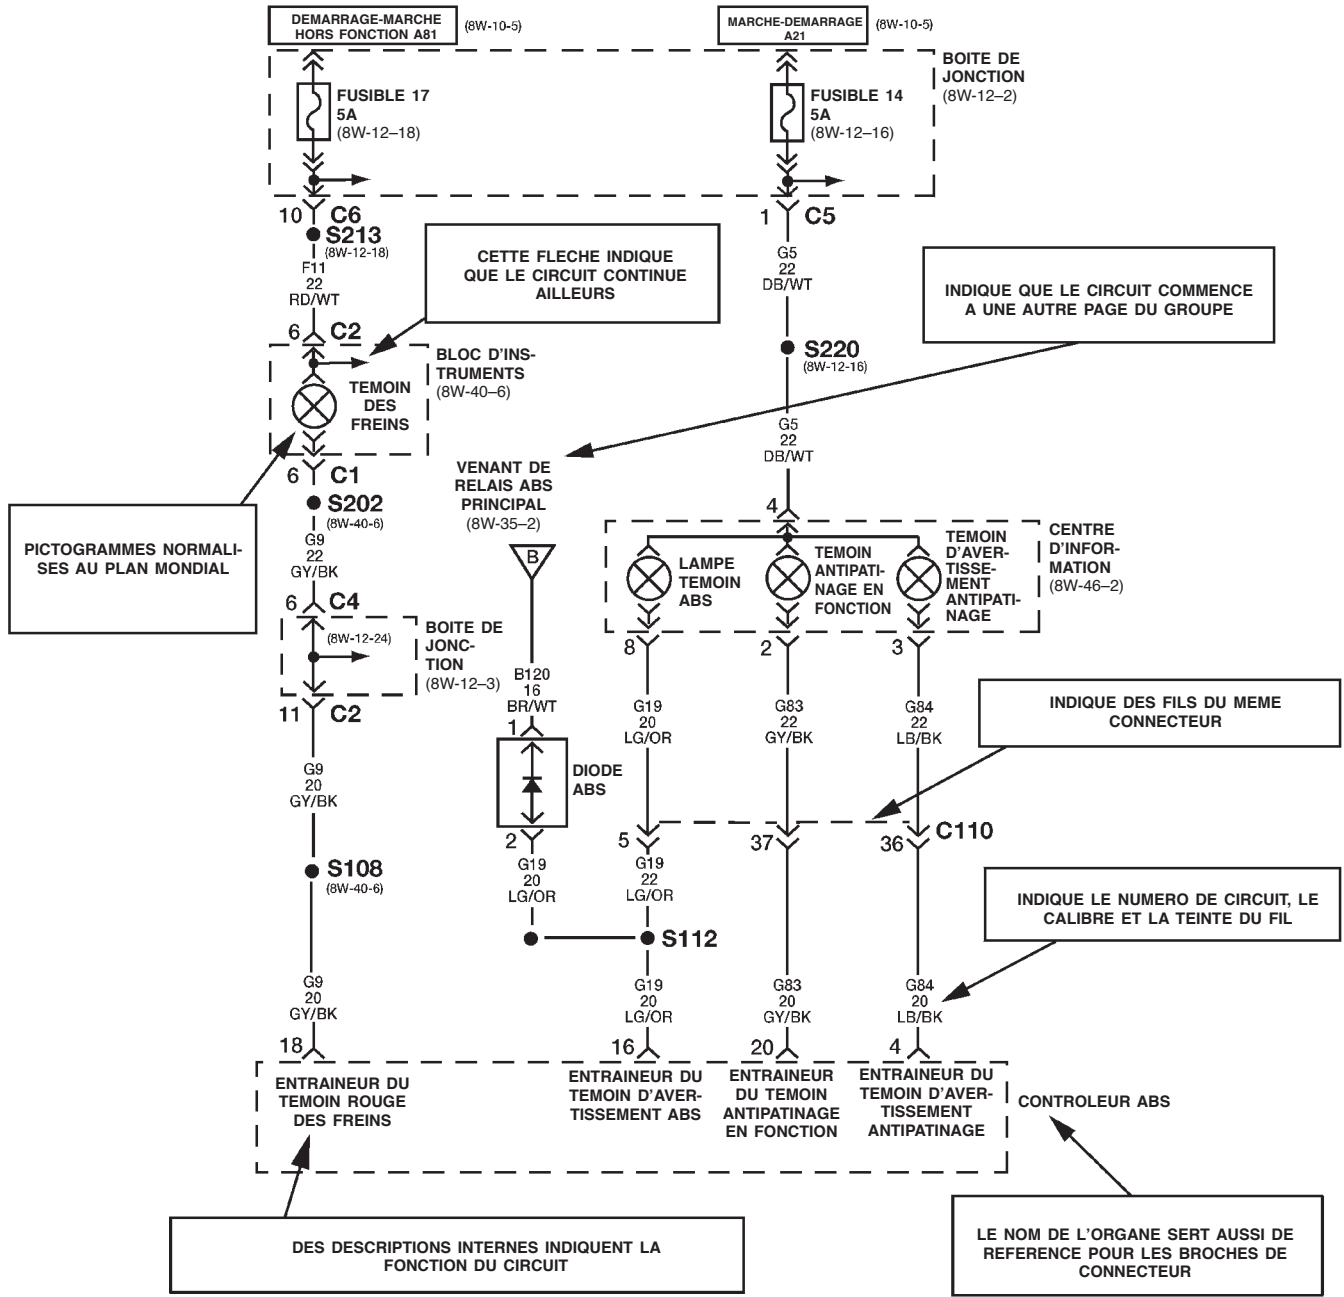 DEMARRAGE-MARCHE
HORS FONCTION A81
(8W-10-5)
MARCHE-DEMARRAGE
A21
(8W-10-5)
BOITE DE
JONCTION
(8W-12–2)
FUSIBLE 17
5A
(8W-12–18)
FUSIBLE 14
5A
(8W-12–16)
10
C6
S213
(8W-12-18)
F11
22
RD/WT
6
C2
1
C5
G5
22
DB/WT
CETTE FLECHE INDIQUE
QUE LE CIRCUIT CONTINUE
AILLEURS
INDIQUE QUE LE CIRCUIT COMMENCE
A UNE AUTRE PAGE DU GROUPE
S220
(8W-12-16)
BLOC D'INS-
TRUMENTS
(8W-40–6)
TEMOIN
DES
FREINS
G5
22
DB/WT
6
C1
S202
(8W-40-6)
G9
22
GY/BK
6
C4
PICTOGRAMMES NORMALI-
SES AU PLAN MONDIAL
VENANT DE
RELAIS ABS
PRINCIPAL
(8W-35–2)
B
4
LAMPE
TEMOIN
ABS
TEMOIN
ANTIPATI-
NAGE EN
FONCTION
TEMOIN
D'AVER-
TISSE-
MENT
ANTIPATI-
NAGE
CENTRE
D'INFOR-
MATION
(8W-46–2)
(8W-12-24)
BOITE DE
JONC-
TION
(8W-12–3)
11
C2
8
2
3
B120
16
BR/WT
1
G19
20
LG/OR
G83
22
GY/BK
G84
22
LB/BK
INDIQUE DES FILS DU MEME
CONNECTEUR
G9
20
GY/BK
DIODE
ABS
2
5
37
36
C110
S108
(8W-40-6)
G19
20
LG/OR
G19
22
LG/OR
INDIQUE LE NUMERO DE CIRCUIT, LE
CALIBRE ET LA TEINTE DU FIL
S112
G9
20
GY/BK
G19
20
LG/OR
G83
20
GY/BK
G84
20
LB/BK
18
16
20
4
ENTRAINEUR DU
TEMOIN ROUGE
DES FREINS
ENTRAINEUR DU
TEMOIN D'AVER-
TISSEMENT ABS
ENTRAINEUR
DU TEMOIN
ANTIPATINAGE
EN FONCTION
ENTRAINEUR DU
TEMOIN D'AVER-
TISSEMENT
ANTIPATINAGE
CONTROLEUR ABS
DES DESCRIPTIONS INTERNES INDIQUENT LA
FONCTION DU CIRCUIT
LE NOM DE L'ORGANE SERT AUSSI DE
REFERENCE POUR LES BROCHES DE
CONNECTEUR